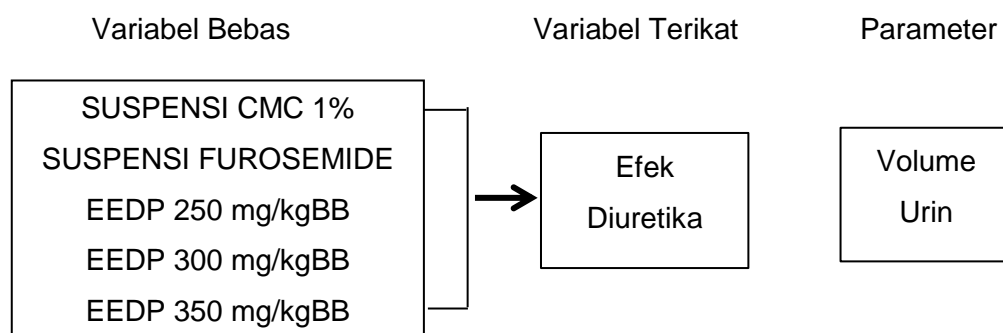 Variabel Bebas Variabel Terikat Parameter
SUSPENSI CMC 1%
SUSPENSI FUROSEMIDE
EEDP 250 mg/kgBB
EEDP 300 mg/kgBB
EEDP 350 mg/kgBB
Efek
Diuretika
Volume
Urin